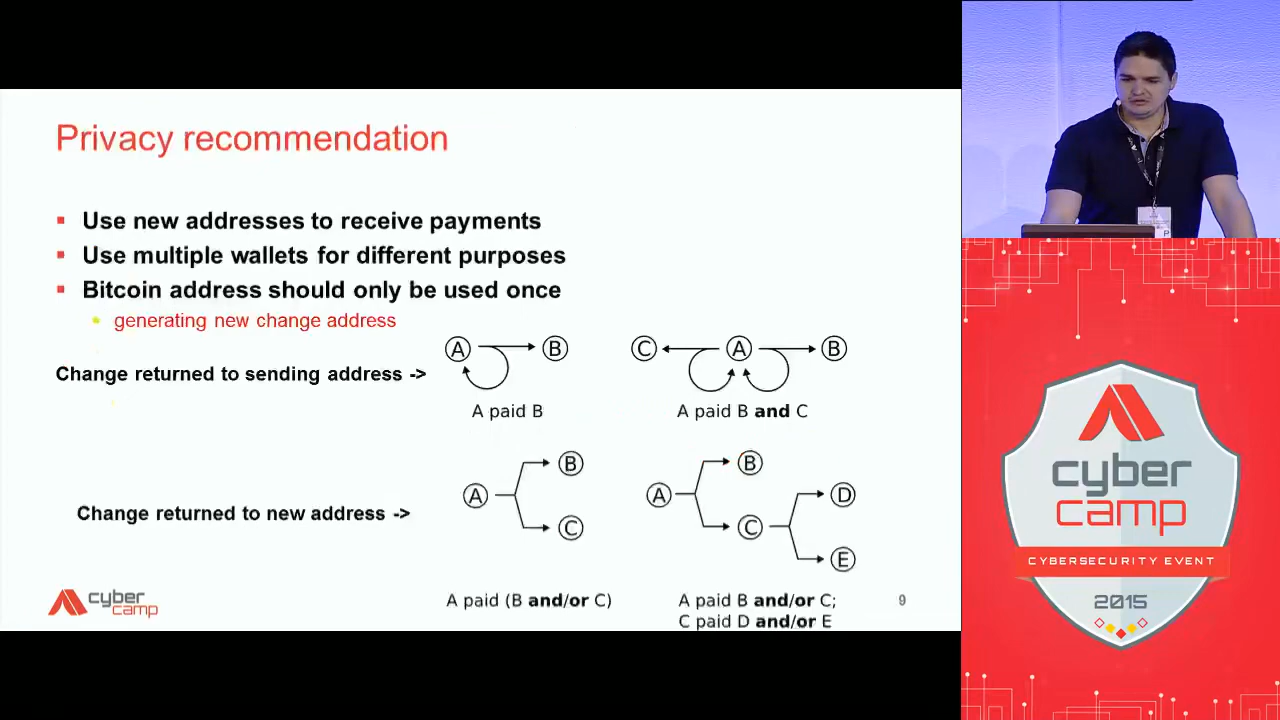 Privacy recommendation
Use new addresses to receive payments
Use multiple wallets for different purposes
Bitcoin address should only be used once
generating new change address
Change returned to sending address ->
A B
A paid B
C A B
A paid B and C
Change returned to new address ->
A B C
A paid (B and/or C)
A B C D E
A paid B and/or C;
C paid D and/or E
cyber
camp
9
P
cyber
camp
CYBERSECURITY EVENT
2015